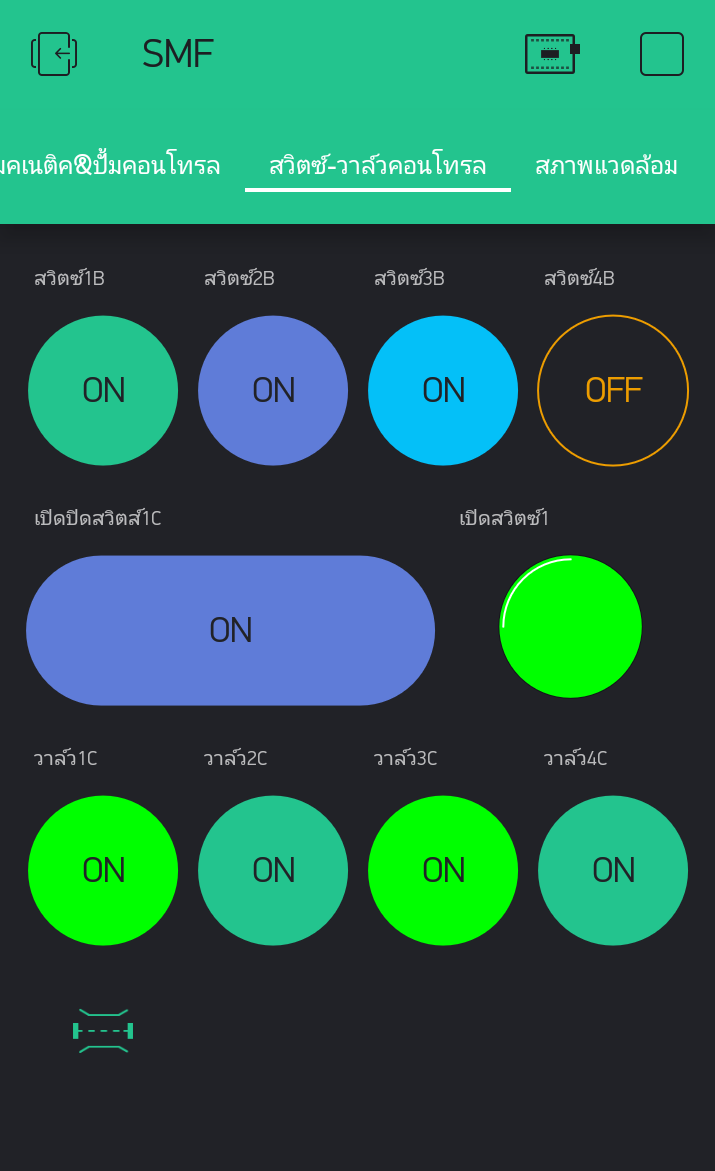 SMF
มคเนติค&ปั้มคอนโทรล สวิตซ์-วาล์วคอนโทรล สภาพแวดล้อม
สวิตซ์1B สวิตซ์2B สวิตซ์3B สวิตซ์4B
ON ON ON OFF
เปิดปิดสวิตส์1C เปิดสวิตซ์1
ON
วาล์ว1C วาล์ว2C วาล์ว3C วาล์ว4C
ON ON ON ON